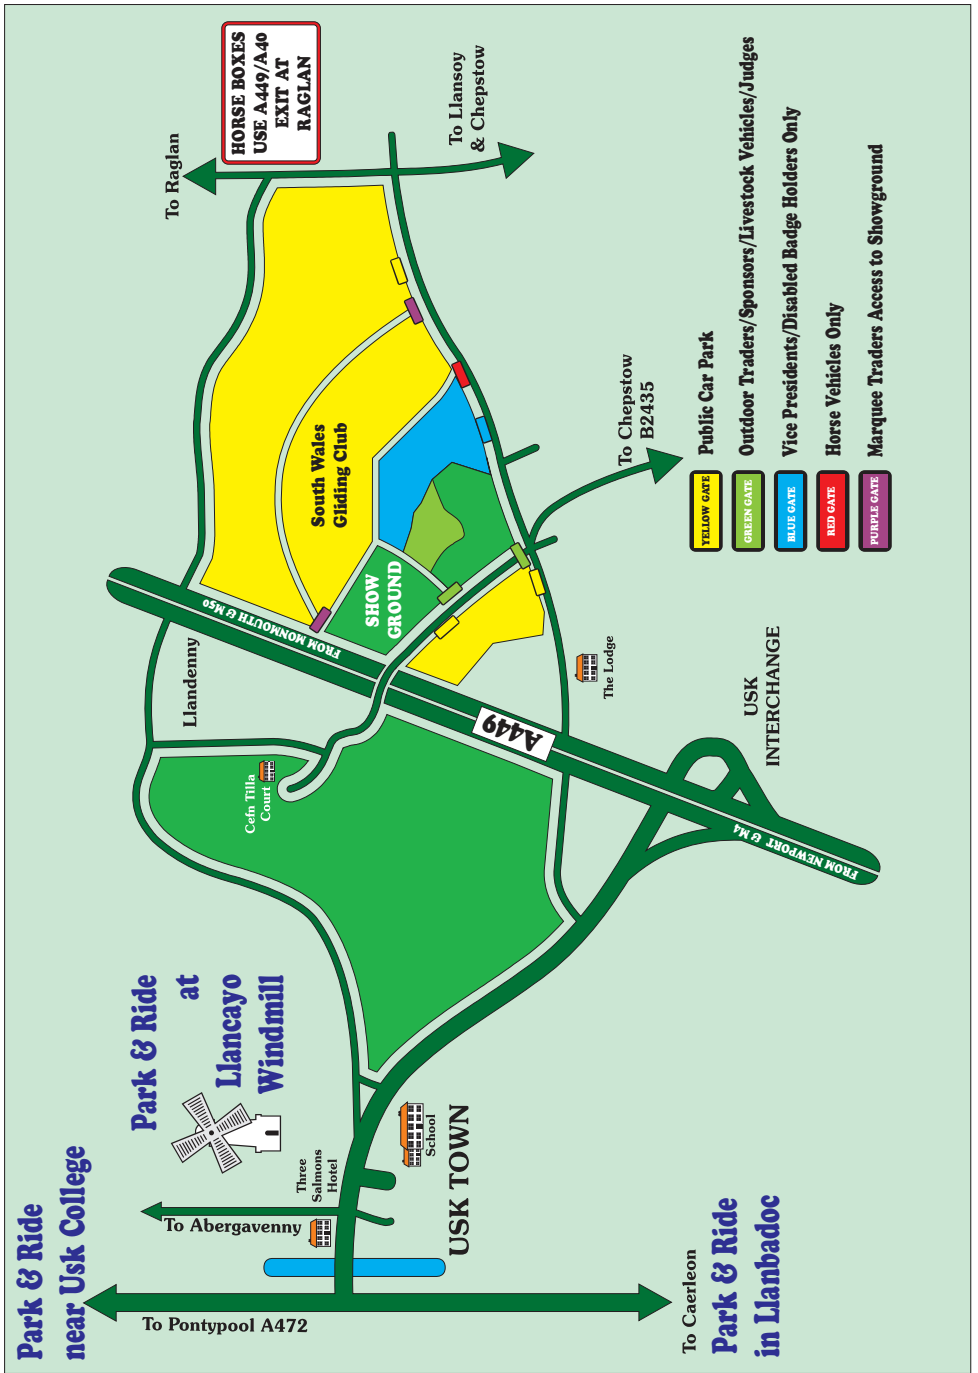 Park & Ride
near Usk College
To Pontypool A472
To Abergavenny
Park & Ride
at
Llancayo
Windmill
Three
Salmons
Hotel
School
USK TOWN
To Caerleon
Park & Ride
in Llanbadoc
Cefn Tilla
Court
Llandenny
FROM MONMOUTH & M50
A449
FROM NEWPORT & M4
USK
INTERCHANGE
The Lodge
SHOW
GROUND
South Wales
Gliding Club
To Raglan
HORSE BOXES
USE A449/A40
EXIT AT
RAGLAN
To Llansoy
& Chepstow
To Chepstow
B2435
YELLOW GATE Public Car Park
GREEN GATE Outdoor Traders/Sponsors/Livestock Vehicles/Judges
BLUE GATE Vice Presidents/Disabled Badge Holders Only
RED GATE Horse Vehicles Only
PURPLE GATE Marquee Traders Access to Showground